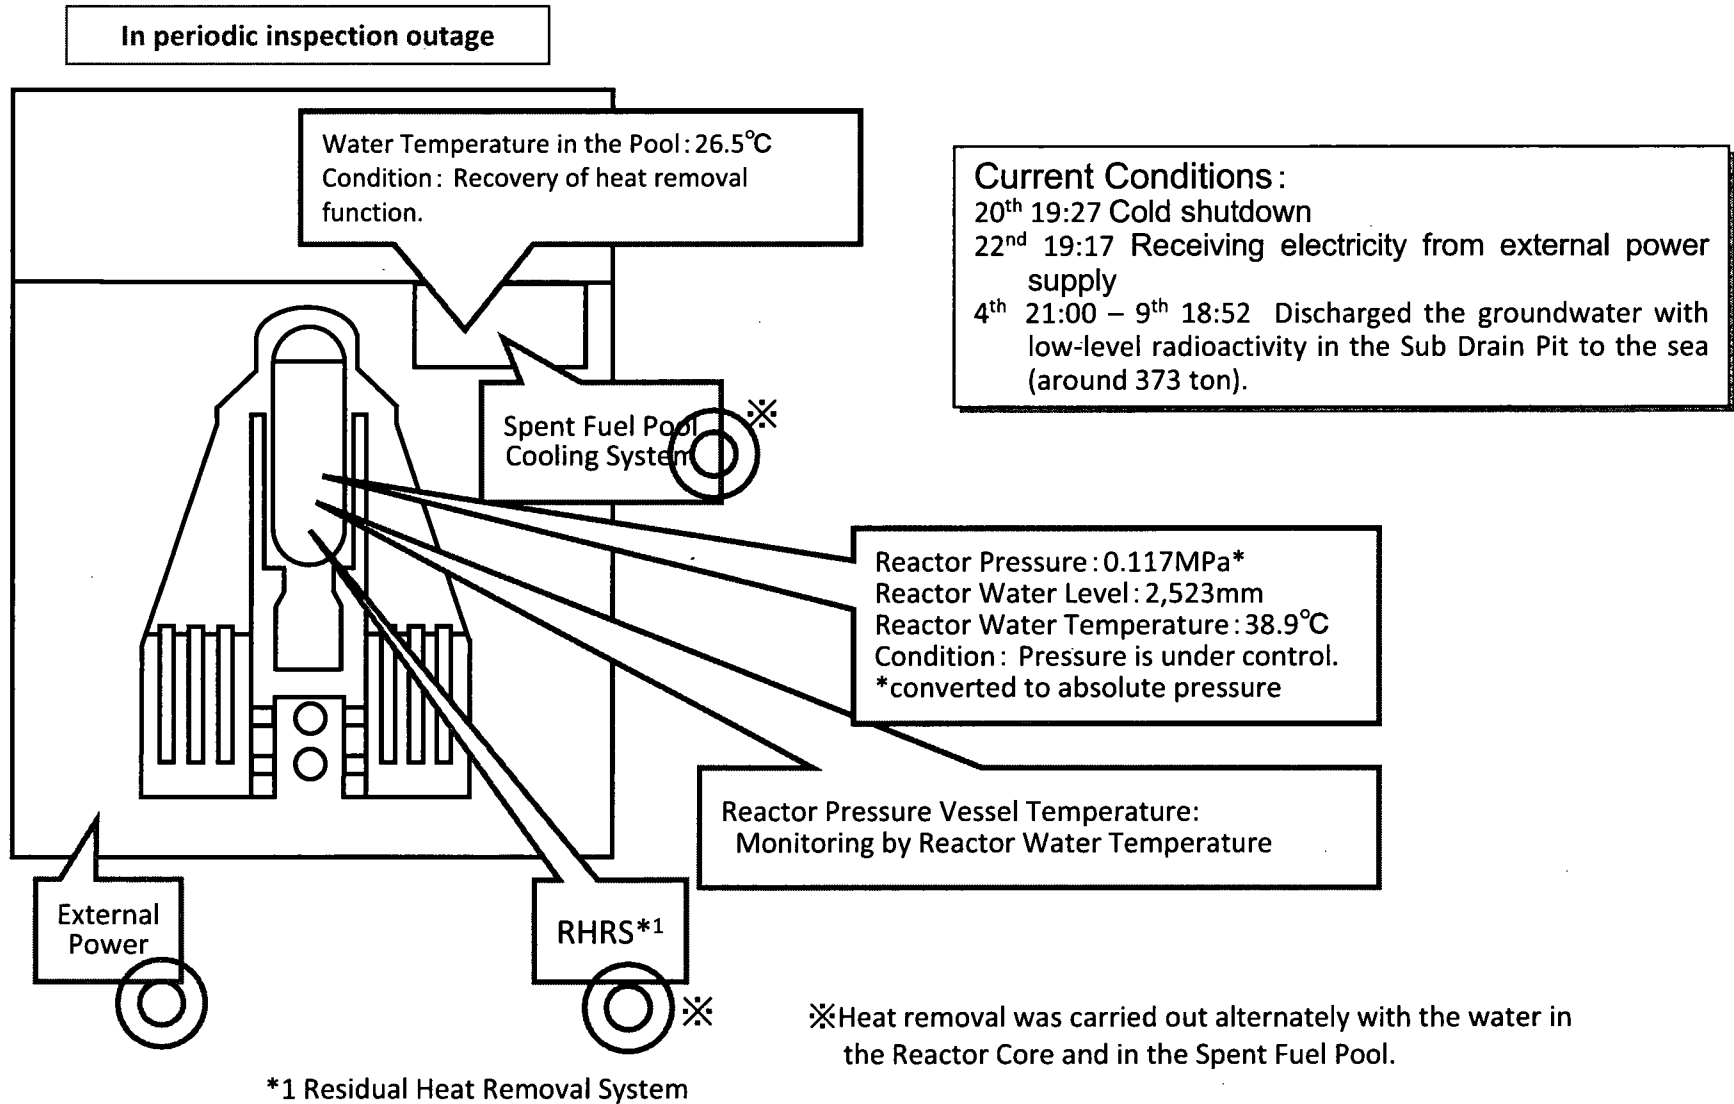 In periodic inspection outage
Water Temperature in the Pool : 26.5℃
Condition : Recovery of heat removal
function.
Current Conditions :
20th 19:27 Cold shutdown
22nd 19:17 Receiving electricity from external power
supply
4th 21:00 – 9th 18:52 Discharged the groundwater with
low-level radioactivity in the Sub Drain Pit to the sea
(around 373 ton).
Spent Fuel Pool
Cooling System
※
Reactor Pressure : 0.117MPa*
Reactor Water Level : 2,523mm
Reactor Water Temperature : 38.9℃
Condition : Pressure is under control.
*converted to absolute pressure
Reactor Pressure Vessel Temperature:
Monitoring by Reactor Water Temperature
External
Power
RHRS*1
※
※Heat removal was carried out alternately with the water in
the Reactor Core and in the Spent Fuel Pool.
*1 Residual Heat Removal System